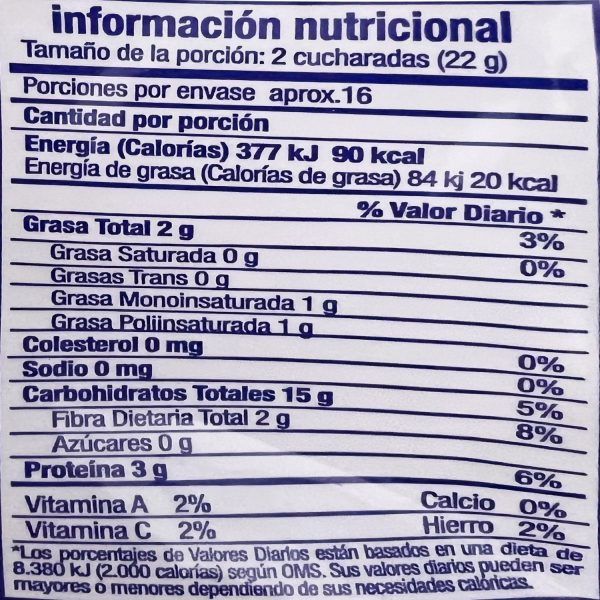 información nutricional
Tamaño de la porción: 2 cucharadas (22 g)
Porciones por envase aprox.16
Cantidad por porción
Energía (Calorías) 377 kJ 90 kcal
Energía de grasa (Calorías de grasa) 84 kj 20 kcal
% Valor Diario *
Grasa Total 2 g 3%
Grasa Saturada 0 g 0%
Grasas Trans 0 g
Grasa Monoinsaturada 1 g
Grasa Poliinsaturada 1 g
Colesterol 0 mg 0%
Sodio 0 mg 0%
Carbohidratos Totales 15 g 5%
Fibra Dietaria Total 2 g 8%
Azúcares 0 g
Proteína 3 g 6%
Vitamina A 2% Calcio 0%
Vitamina C 2% Hierro 2%
*Los porcentajes de Valores Diarios están basados en una dieta de
8.380 kJ (2.000 calorías) según OMS. Sus valores diarios pueden ser
mayores o menores dependiendo de sus necesidades calóricas.